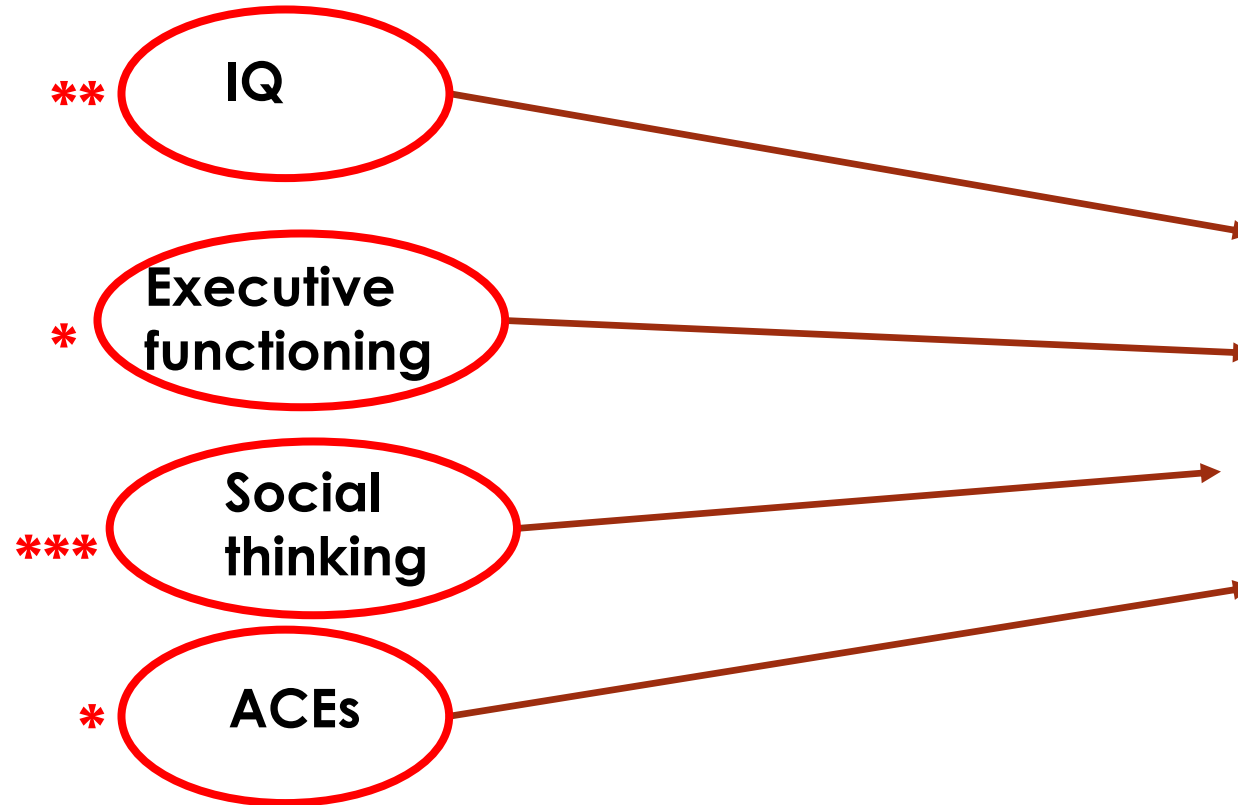 ** IQ
Executive
* functioning
Social
*** thinking
* ACEs